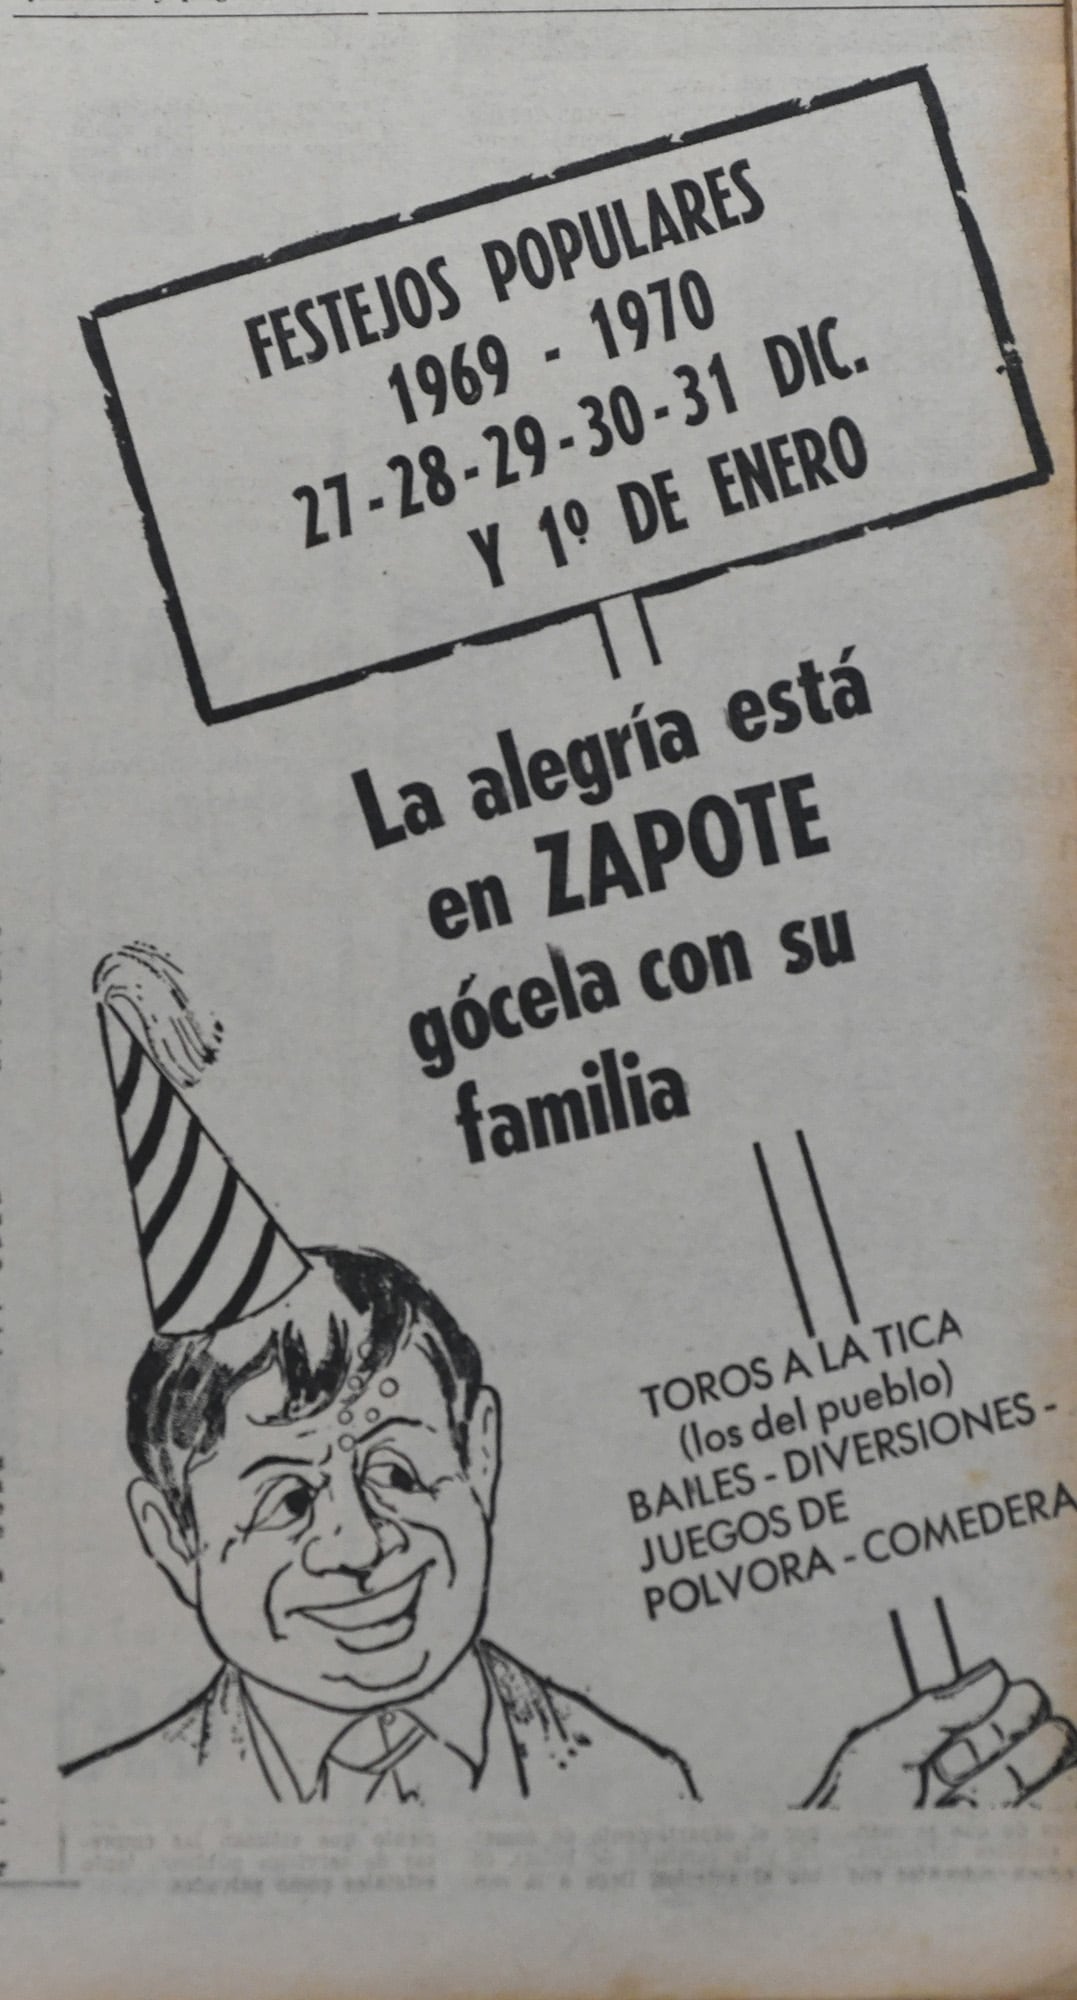 FESTEJOS POPULARES
1969 - 1970
27-28-29-30-31 DIC.
Y 1º DE ENERO
La alegría está
en ZAPOTE
gócela con su
familia
TOROS A LA TICA
(los del pueblo)
BAILES - DIVERSIONES -
JUEGOS DE
POLVORA - COMEDERA